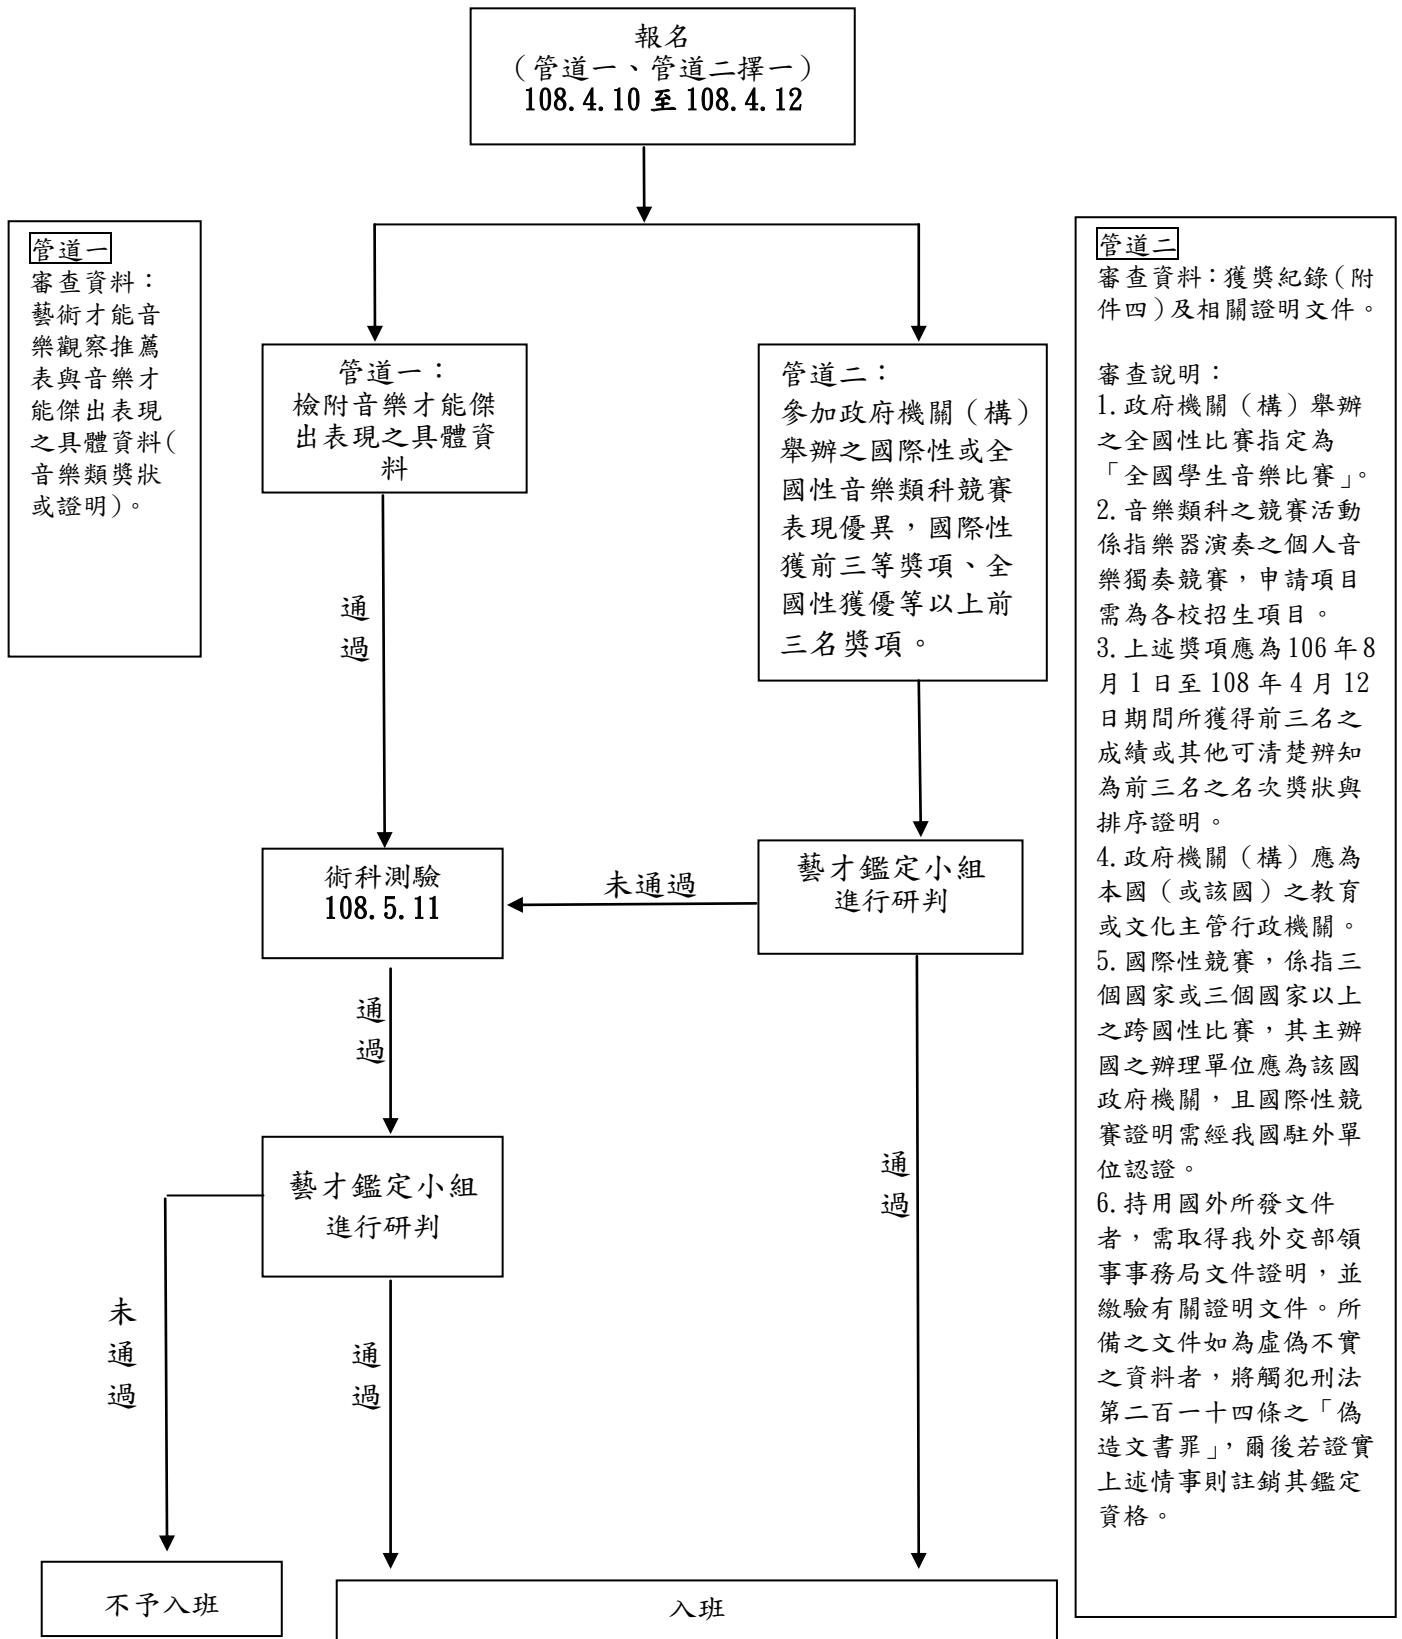 報名
（管道一、管道二擇一）
108.4.10 至 108.4.12
管道一
審查資料：
藝術才能音
樂觀察推薦
表與音樂才
能傑出表現
之具體資料(
音樂類獎狀
或證明)。
管道一：
檢附音樂才能傑
出表現之具體資
料
管道二：
參加政府機關（構）
舉辦之國際性或全
國性音樂類科競賽
表現優異，國際性
獲前三等獎項、全
國性獲優等以上前
三名獎項。
管道二
審查資料：獲獎紀錄（附
件四）及相關證明文件。
審查說明：
1.政府機關（構）舉辦
之全國性比賽指定為
「全國學生音樂比賽」。
2.音樂類科之競賽活動
係指樂器演奏之個人音
樂獨奏競賽，申請項目
需為各校招生項目。
3.上述獎項應為 106 年 8
月 1 日至 108 年 4 月 12
日期間所獲得前三名之
成績或其他可清楚辨知
為前三名之名次獎狀與
排序證明。
4.政府機關（構）應為
本國（或該國）之教育
或文化主管行政機關。
5.國際性競賽，係指三
個國家或三個國家以上
之跨國性比賽，其主辦
國之辦理單位應為該國
政府機關，且國際性競
賽證明需經我國駐外單
位認證。
6.持用國外所發文件
者，需取得我外交部領
事事務局文件證明，並
繳驗有關證明文件。所
備之文件如為虛偽不實
之資料者，將觸犯刑法
第二百一十四條之「偽
造文書罪」，爾後若證實
上述情事則註銷其鑑定
資格。
通
過
術科測驗
108.5.11
未通過
藝才鑑定小組
進行研判
通
過
藝才鑑定小組
進行研判
通
過
未
通
過
通
過
不予入班
入班